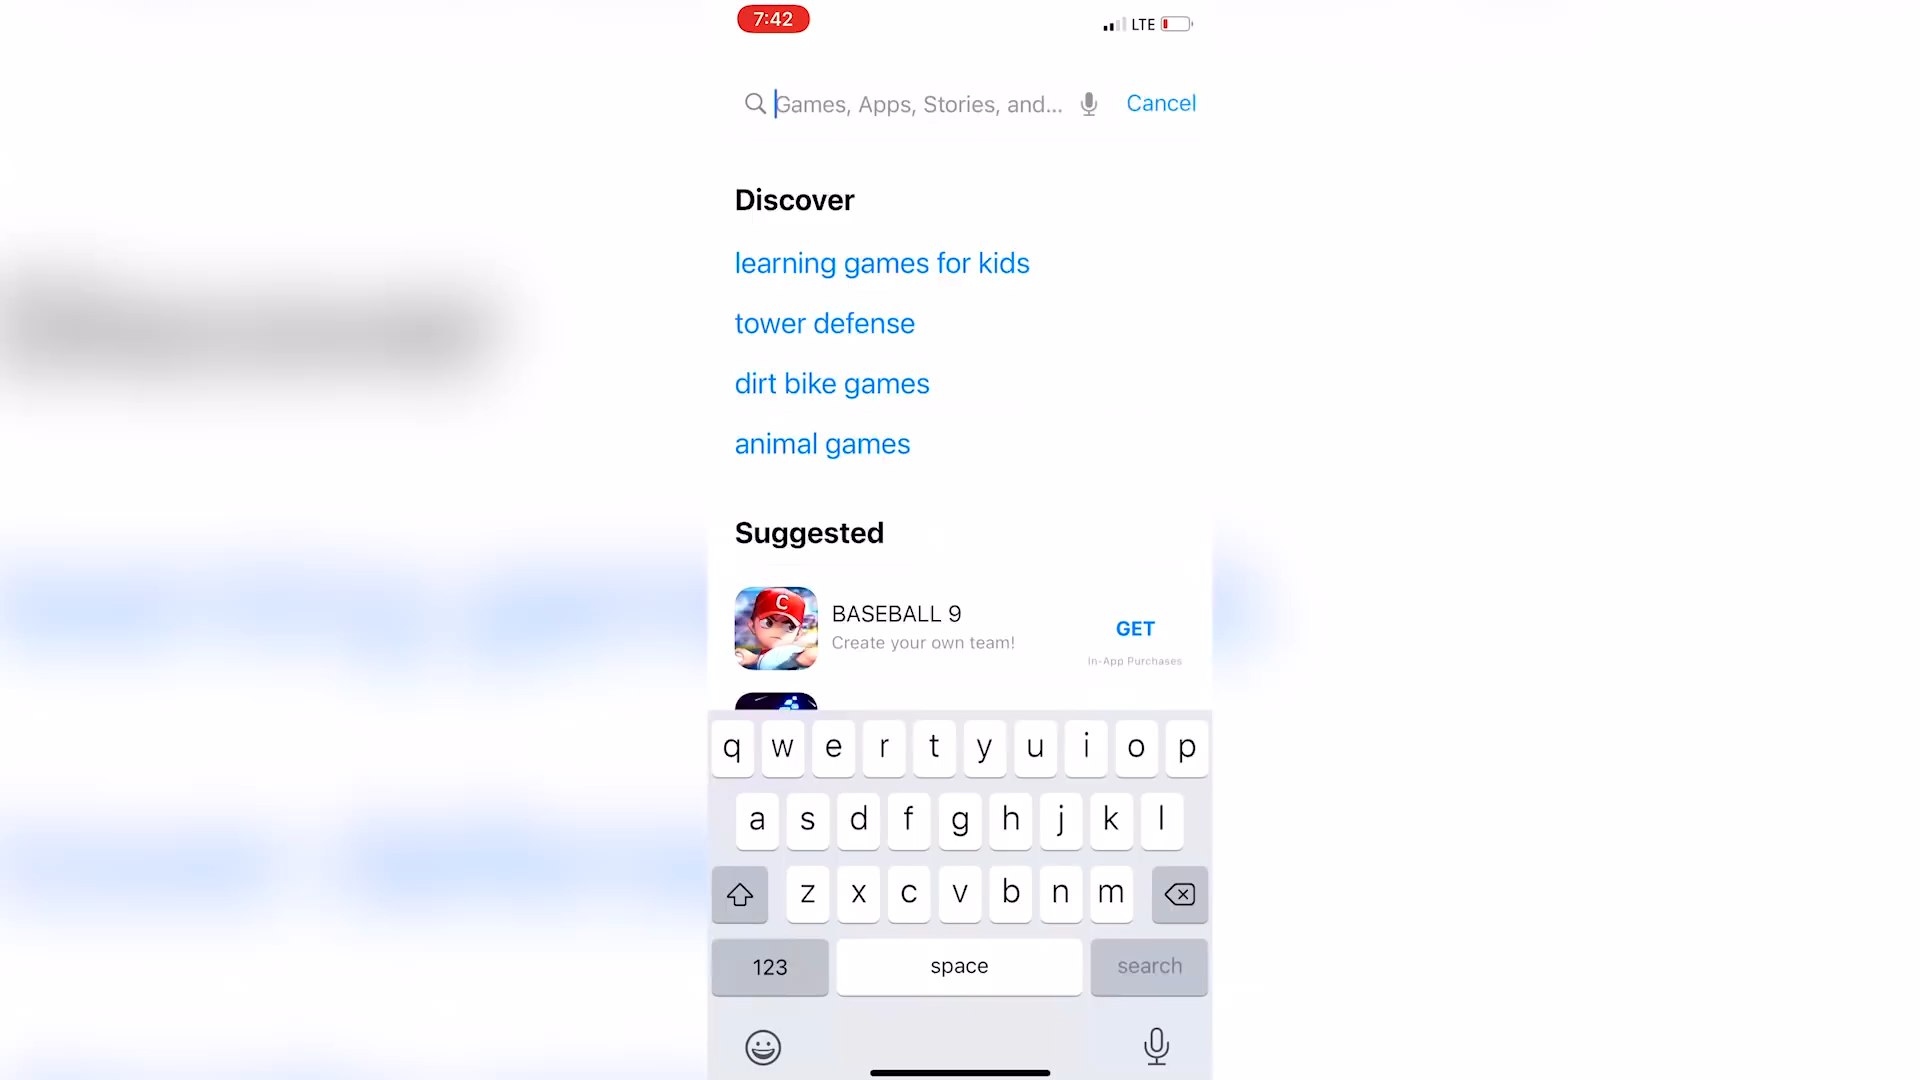 7:42
LTE
Games, Apps, Stories, and...
Cancel
Discover
learning games for kids
tower defense
dirt bike games
animal games
Suggested
C
BASEBALL 9
Create your own team!
GET
In-App Purchases
q w e r t y u i o p
a s d f g h j k l
z x c v b n m
123 space search